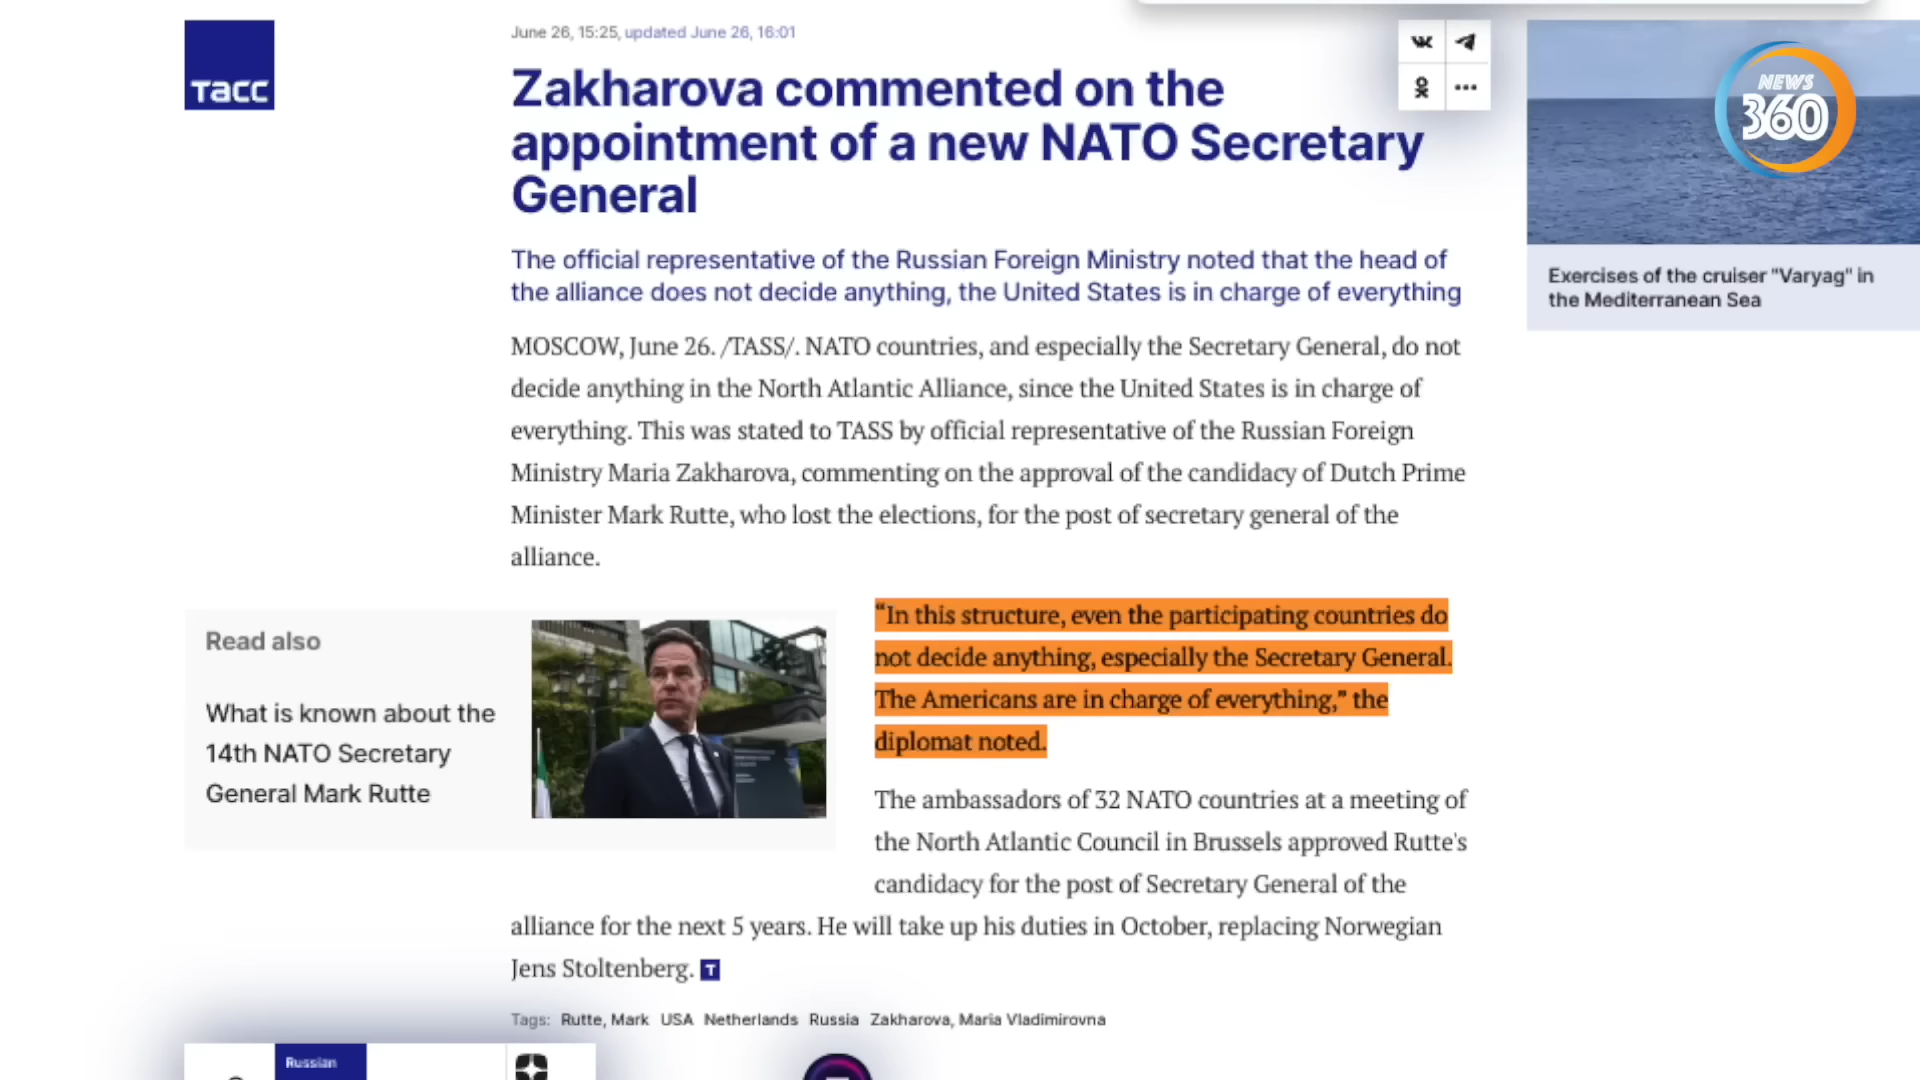 June 26, 15:25, updated June 26, 16:01
тасс
Zakharova commented on the
appointment of a new NATO Secretary
General
NEWS
360
The official representative of the Russian Foreign Ministry noted that the head of
the alliance does not decide anything, the United States is in charge of everything
Exercises of the cruiser "Varyag" in
the Mediterranean Sea
MOSCOW, June 26. /TASS/. NATO countries, and especially the Secretary General, do not
decide anything in the North Atlantic Alliance, since the United States is in charge of
everything. This was stated to TASS by official representative of the Russian Foreign
Ministry Maria Zakharova, commenting on the approval of the candidacy of Dutch Prime
Minister Mark Rutte, who lost the elections, for the post of secretary general of the
alliance.
Read also
What is known about the
14th NATO Secretary
General Mark Rutte
“In this structure, even the participating countries do
not decide anything, especially the Secretary General.
The Americans are in charge of everything,” the
diplomat noted.
The ambassadors of 32 NATO countries at a meeting of
the North Atlantic Council in Brussels approved Rutte's
candidacy for the post of Secretary General of the
alliance for the next 5 years. He will take up his duties in October, replacing Norwegian
Jens Stoltenberg. T
Tags: Rutte, Mark USA Netherlands Russia Zakharova, Maria Vladimirovna
Russian